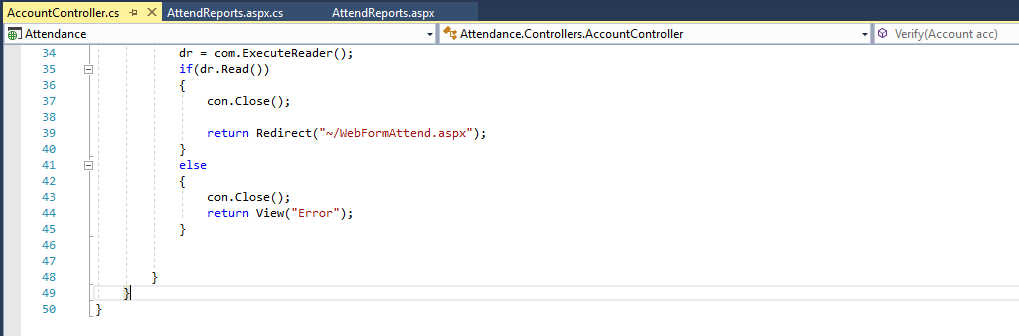 AccountController.cs AttendReports.aspx.cs AttendReports.aspx
Attendance Attendance.Controllers.AccountController Verify(Account acc)
34 dr = com.ExecuteReader();
35 if(dr.Read())
36 {
37 con.Close();
38
39 return Redirect("~/WebFormAttend.aspx");
40 }
41 else
42 {
43 con.Close();
44 return View("Error");
45 }
46
47
48 }
49 }
50 }